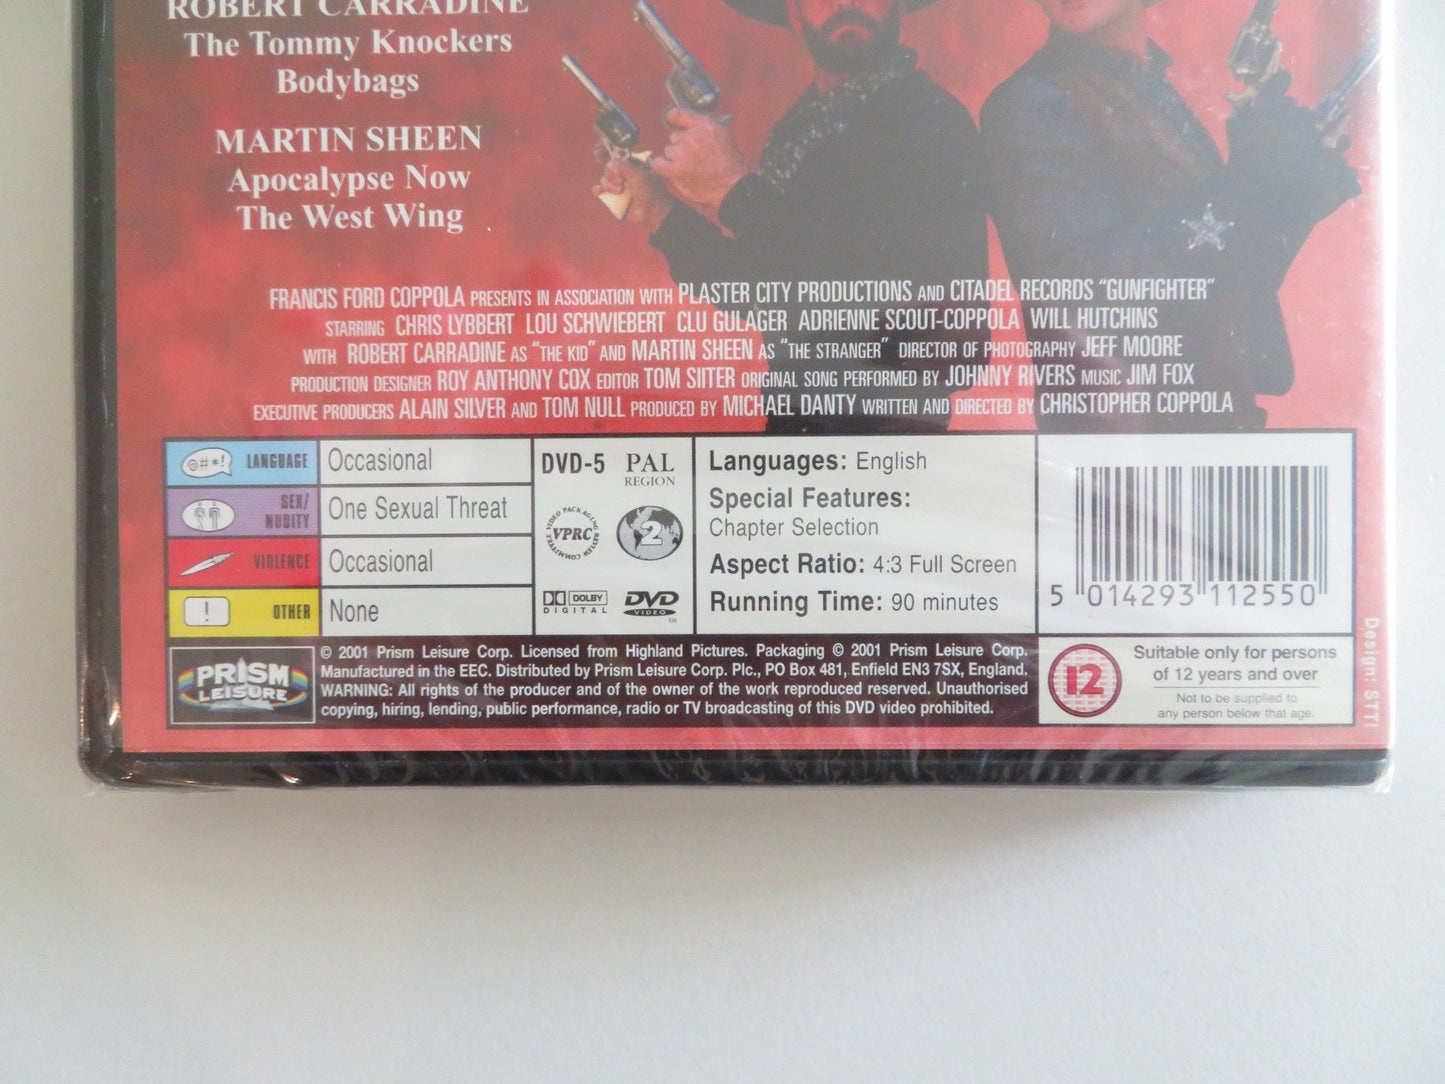 ROBERT CARRADINE
The Tommy Knockers
Bodybags
MARTIN SHEEN
Apocalypse Now
The West Wing
FRANCIS FORD COPPOLA PRESENTS IN ASSOCIATION WITH PLASTER CITY PRODUCTIONS AND CITADEL RECORDS "GUNFIGHTER"
STARRING CHRIS LYBBERT LOU SCHWIEBERT CLU GULAGER ADRIENNE SCOUT-COPPOLA WILL HUTCHINS
WITH ROBERT CARRADINE AS "THE KID" AND MARTIN SHEEN AS "THE STRANGER" DIRECTOR OF PHOTOGRAPHY JEFF MOORE
PRODUCTION DESIGNER ROY ANTHONY COX EDITOR TOM SIITER ORIGINAL SONG PERFORMED BY JOHNNY RIVERS MUSIC JIM FOX
EXECUTIVE PRODUCERS ALAIN SILVER AND TOM NULL PRODUCED BY MICHAEL DANTY WRITTEN AND DIRECTED BY CHRISTOPHER COPPOLA
@#*! LANGUAGE Occasional
SEX/
NUDITY One Sexual Threat
VIOLENCE Occasional
! OTHER None
DVD-5 PAL
REGION
VIDEO PACKAGING REVIEW COMMITTEE
VPRC
2
DOLBY
DIGITAL
DVD
VIDEO
TM
Languages: English
Special Features:
Chapter Selection
Aspect Ratio: 4:3 Full Screen
Running Time: 90 minutes
5 014293 112550
PRISM
LEISURE
© 2001 Prism Leisure Corp. Licensed from Highland Pictures. Packaging © 2001 Prism Leisure Corp.
Manufactured in the EEC. Distributed by Prism Leisure Corp. Plc., PO Box 481, Enfield EN3 7SX, England.
WARNING: All rights of the producer and of the owner of the work reproduced reserved. Unauthorised
copying, hiring, lending, public performance, radio or TV broadcasting of this DVD video prohibited.
12
Suitable only for persons
of 12 years and over
Not to be supplied to
any person below that age.
Design: STTI